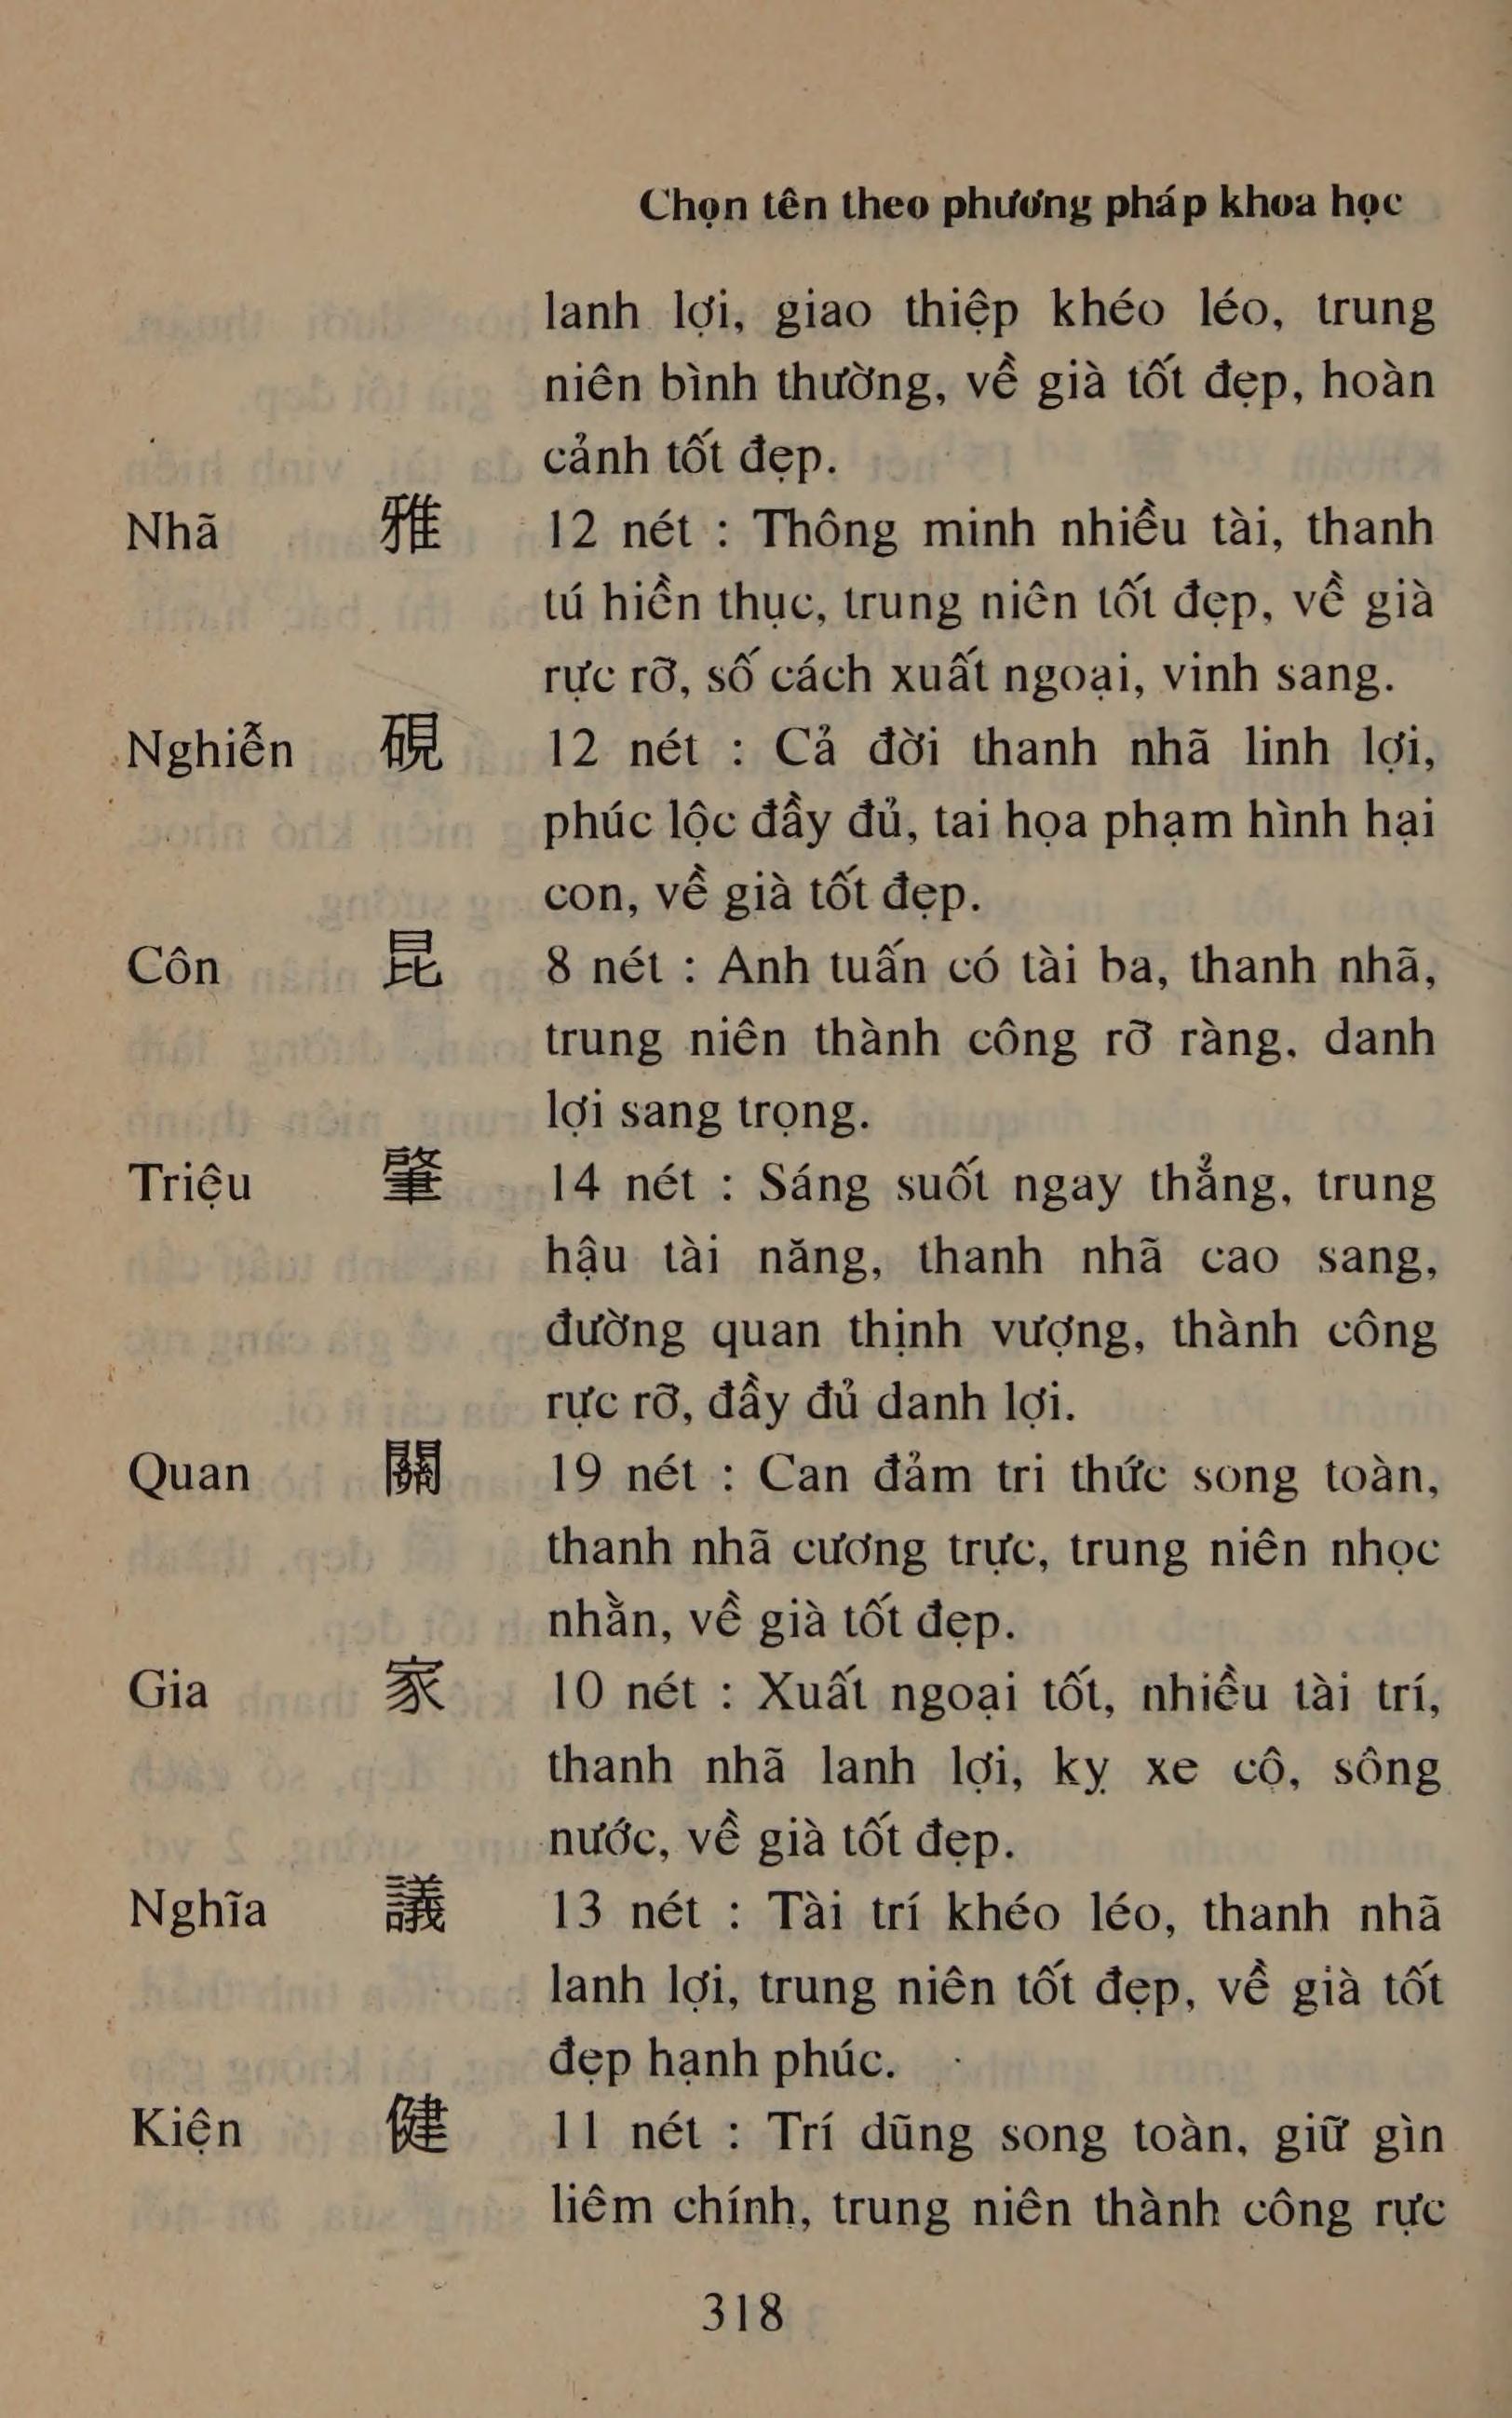 Chọn tên theo phương pháp khoa học
lanh lợi, giao thiệp khéo léo, trung
niên bình thường, về già tốt đẹp, hoàn
cảnh tốt đẹp.
Nhã 雅 12 nét : Thông minh nhiều tài, thanh
tú hiền thục, trung niên tốt đẹp, về già
rực rỡ, số cách xuất ngoại, vinh sang.
Nghiễn 硯 12 nét : Cả đời thanh nhã linh lợi,
phúc lộc đầy đủ, tai họa phạm hình hại
con, về già tốt đẹp.
Côn 昆 8 nét : Anh tuấn có tài ba, thanh nhã,
trung niên thành công rỡ ràng, danh
lợi sang trọng.
Triệu 肇 14 nét : Sáng suốt ngay thẳng, trung
hậu tài năng, thanh nhã cao sang,
đường quan thịnh vượng, thành công
rực rỡ, đầy đủ danh lợi.
Quan 關 19 nét : Can đảm tri thức song toàn,
thanh nhã cương trực, trung niên nhọc
nhằn, về già tốt đẹp.
Gia 家 10 nét : Xuất ngoại tốt, nhiều tài trí,
thanh nhã lanh lợi, kỵ xe cộ, sông
nước, về già tốt đẹp.
Nghĩa 議 13 nét : Tài trí khéo léo, thanh nhã
lanh lợi, trung niên tốt đẹp, về già tốt
đẹp hạnh phúc.
Kiện 健 11 nét : Trí dũng song toàn, giữ gìn
liêm chính, trung niên thành công rực
318